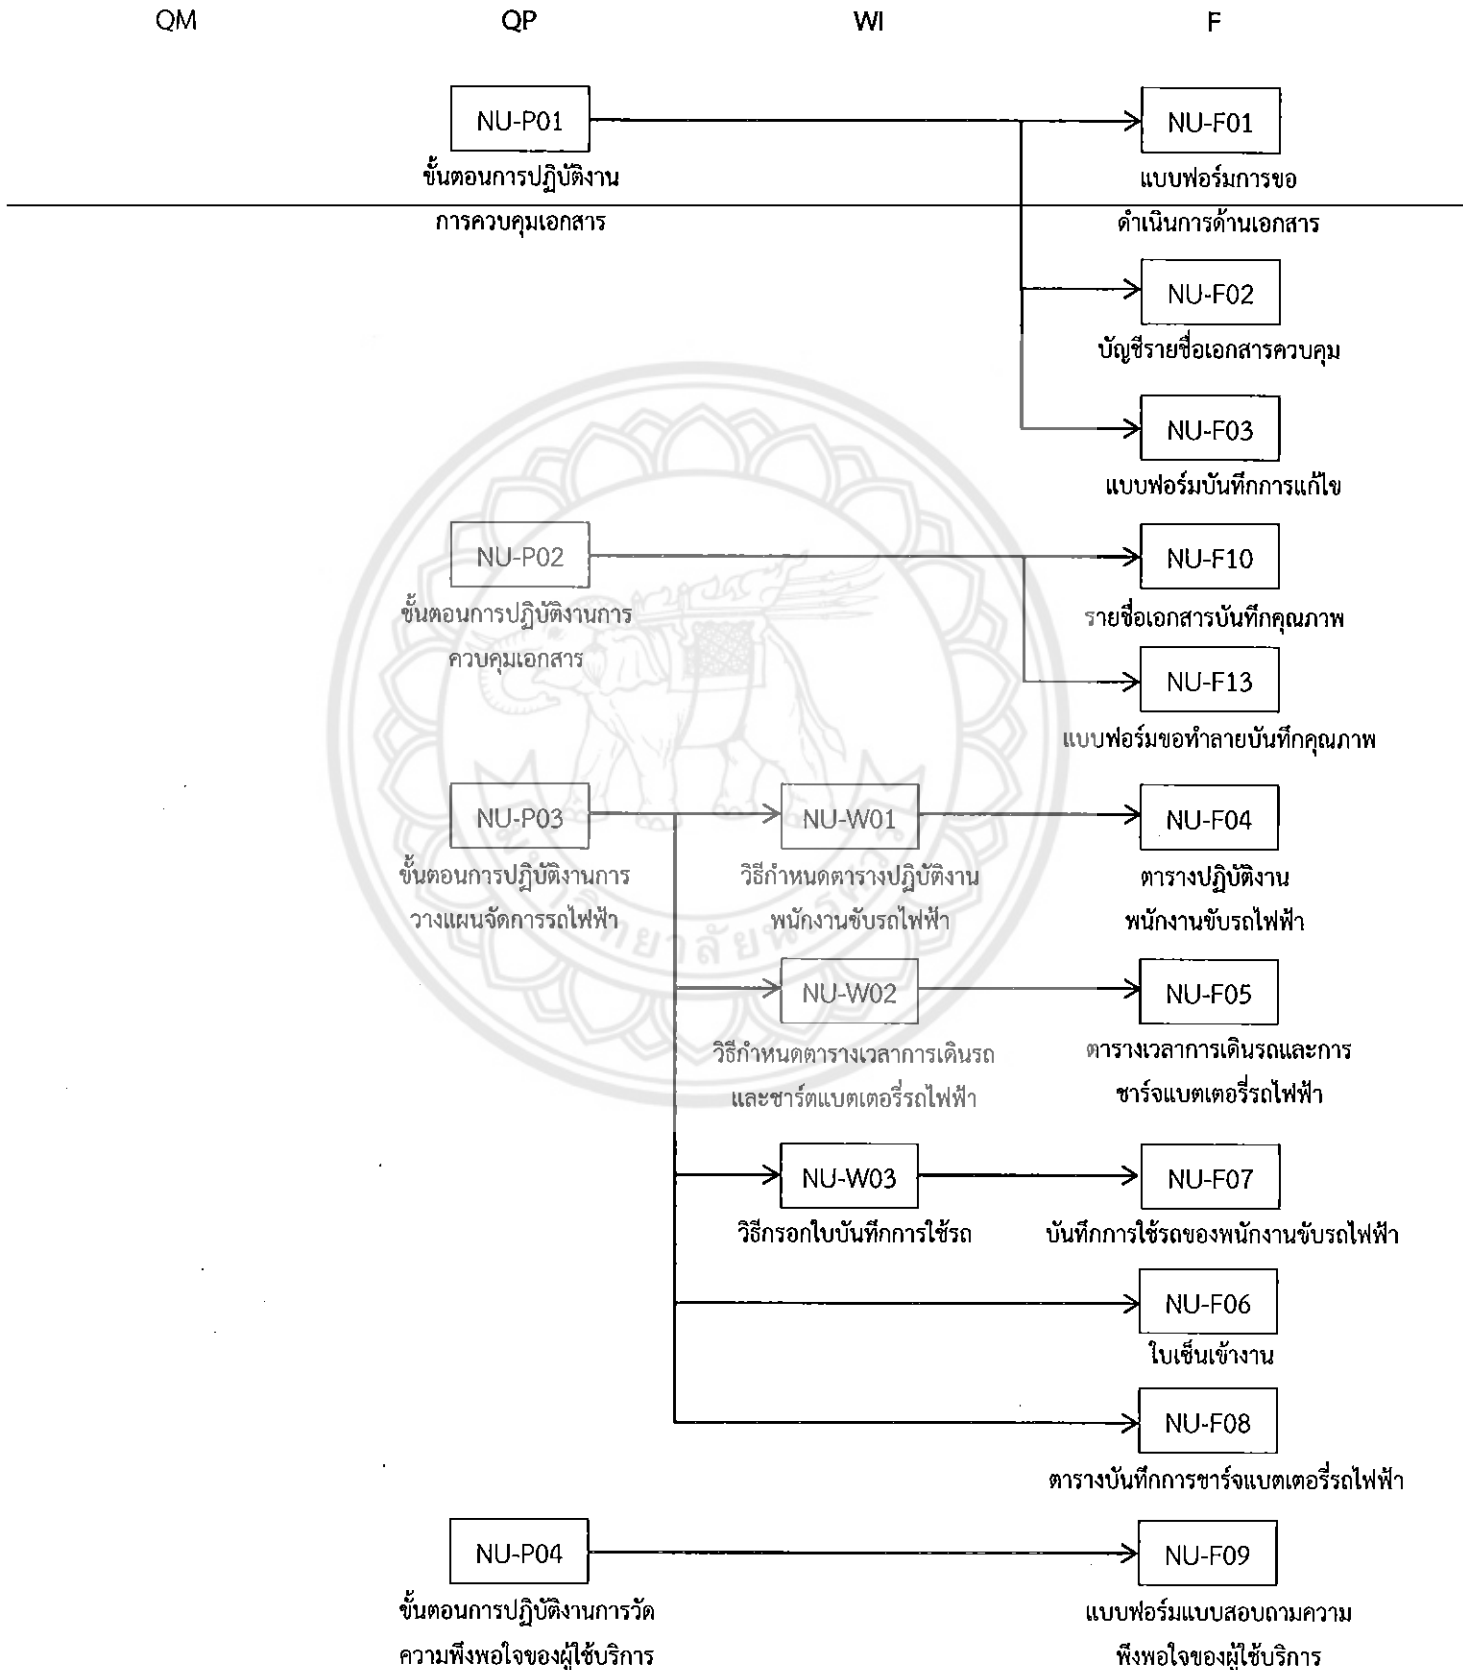 QM QP WI F
NU-P01 NU-F01
ขั้นตอนการปฏิบัติงาน แบบฟอร์มการขอ
การควบคุมเอกสาร ดำเนินการด้านเอกสาร
NU-F02
บัญชีรายชื่อเอกสารควบคุม
NU-F03
แบบฟอร์มบันทึกการแก้ไข
NU-P02 NU-F10
ขั้นตอนการปฏิบัติงานการ รายชื่อเอกสารบันทึกคุณภาพ
ควบคุมเอกสาร
NU-F13
แบบฟอร์มขอทำลายบันทึกคุณภาพ
NU-P03 NU-W01 NU-F04
ขั้นตอนการปฏิบัติงานการ วิธีกำหนดตารางปฏิบัติงาน ตารางปฏิบัติงาน
วางแผนจัดการรถไฟฟ้า พนักงานขับรถไฟฟ้า พนักงานขับรถไฟฟ้า
NU-W02 NU-F05
วิธีกำหนดตารางเวลาการเดินรถ ตารางเวลาการเดินรถและการ
และชาร์ตแบตเตอรี่รถไฟฟ้า ชาร์จแบตเตอรี่รถไฟฟ้า
NU-W03 NU-F07
วิธีกรอกใบบันทึกการใช้รถ บันทึกการใช้รถของพนักงานขับรถไฟฟ้า
NU-F06
ใบเซ็นเข้างาน
NU-F08
ตารางบันทึกการชาร์จแบตเตอรี่รถไฟฟ้า
NU-P04 NU-F09
ขั้นตอนการปฏิบัติงานการวัด แบบฟอร์มแบบสอบถามความ
ความพึงพอใจของผู้ใช้บริการ พึงพอใจของผู้ใช้บริการ